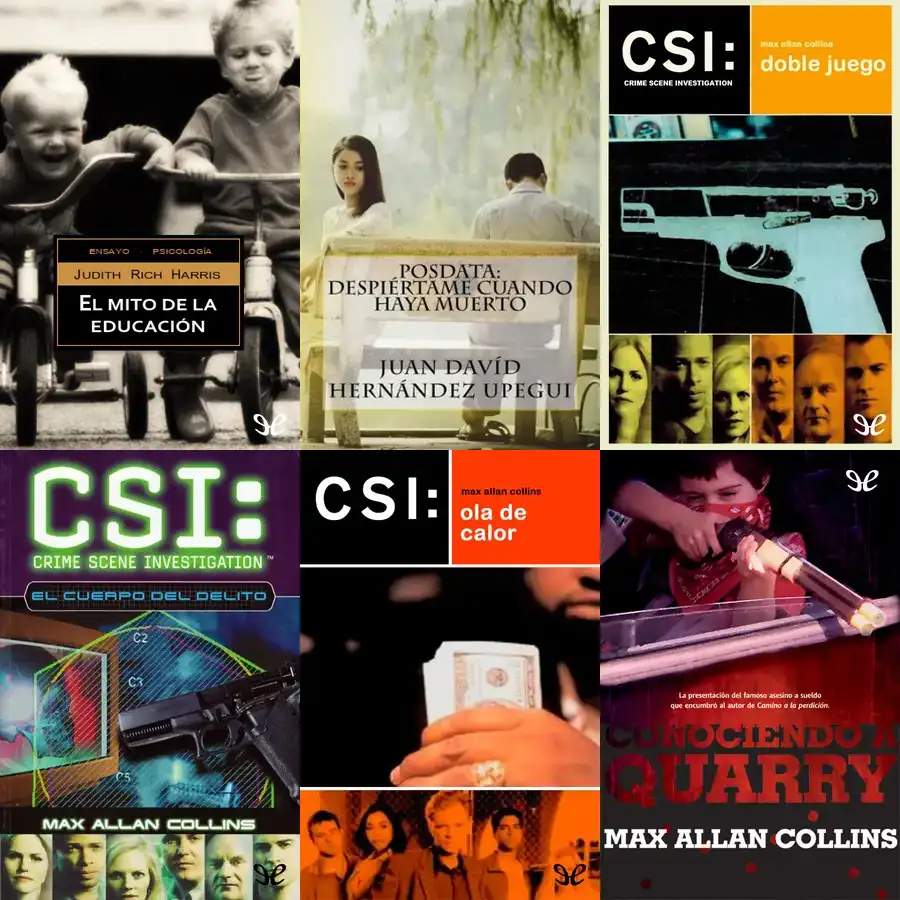 ENSAYO · PSICOLOGÍA
JUDITH RICH HARRIS
EL MITO DE LA
EDUCACIÓN
POSDATA:
DESPIÉRTAME CUANDO
HAYA MUERTO
JUAN DAVÍD
HERNÁNDEZ UPEGUI
CSI:
CRIME SCENE INVESTIGATION
max allan collins
doble juego
CSI:
CRIME SCENE INVESTIGATION™
EL CUERPO DEL DELITO
C2
C3
C5
MAX ALLAN COLLINS
CSI:
max allan collins
ola de
calor
La presentación del famoso asesino a sueldo
que encumbró al autor de Camino a la perdición.
CONOCIENDO A
QUARRY
MAX ALLAN COLLINS